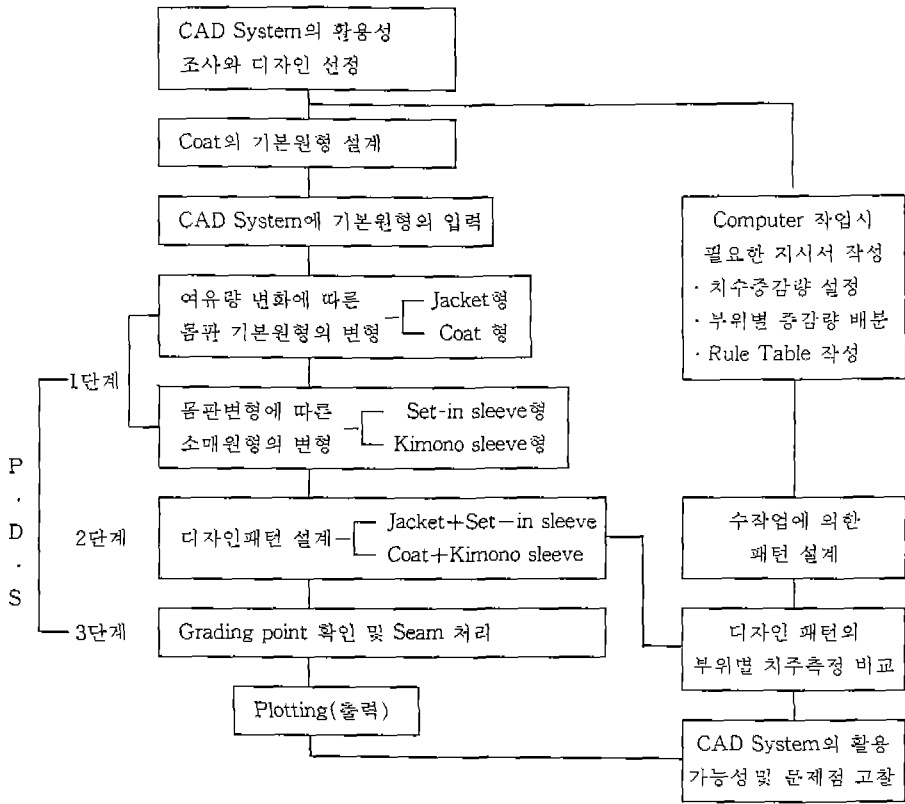 CAD System의 활용성
조사와 디자인 선정
Coat의 기본원형 설계
CAD System에 기본원형의 입력
여유량 변화에 따른
몸판 기본원형의 변형
Jacket형
Coat 형
몸판변형에 따른
소매원형의 변형
Set-in sleeve형
Kimono sleeve형
디자인패턴 설계
Jacket+Set-in sleeve
Coat+Kimono sleeve
Grading point 확인 및 Seam 처리
Plotting(출력)
P·D·S
1단계
2단계
3단계
Computer 작업시
필요한 지시서 작성
· 치수증감량 설정
· 부위별 증감량 배분
· Rule Table 작성
수작업에 의한
패턴 설계
디자인 패턴의
부위별 치주측정 비교
CAD System의 활용
가능성 및 문제점 고찰